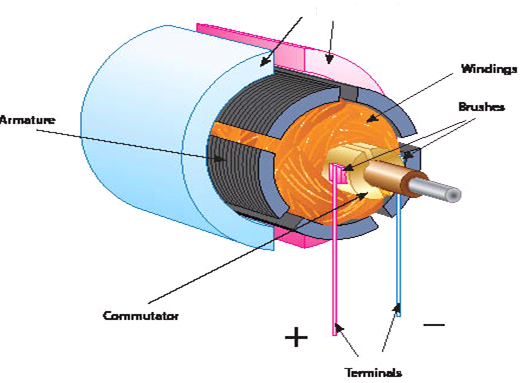 Windings
Brushes
Armature
Commutator
+
—
Terminals